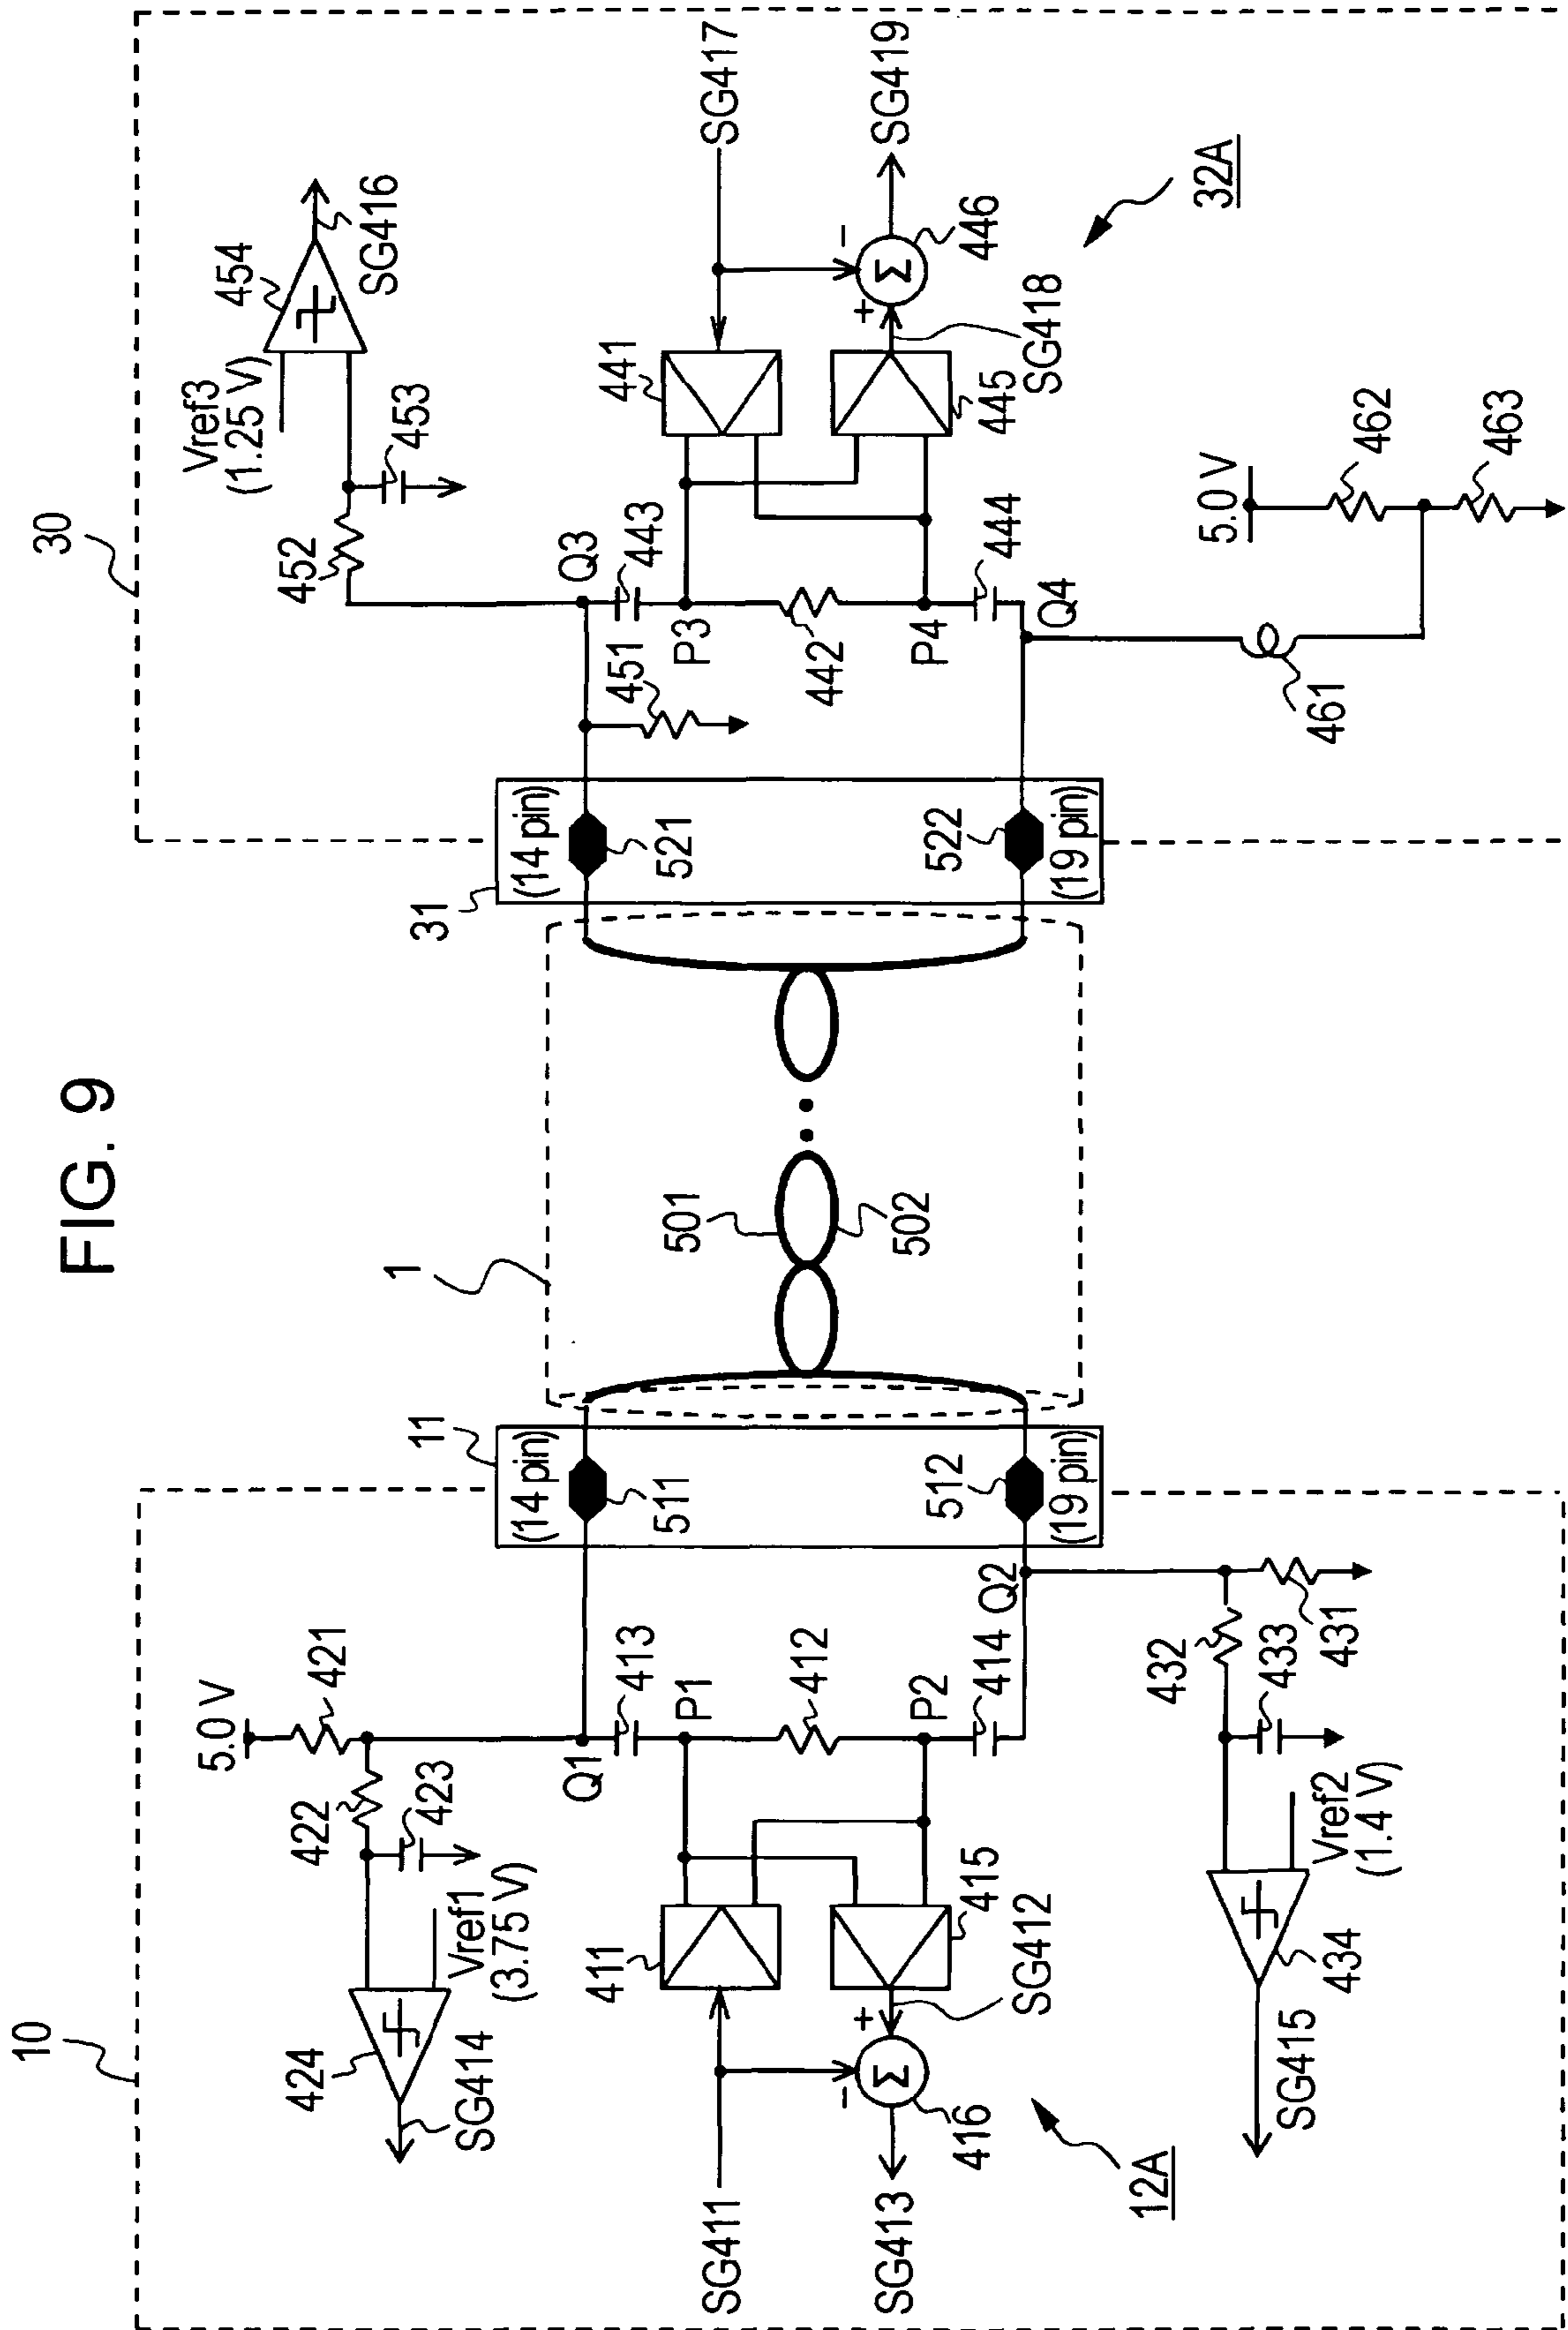 FIG. 9
10
30
1
11
31
5.0 V
421
422
423
424
Vref1
(3.75 V)
SG414
Q1
413
P1
412
P2
414
Q2
411
415
SG412
416
SG411
SG413
12A
432
433
431
Vref2
(1.4 V)
434
SG415
(14 pin)
511
512
(19 pin)
501
502
(14 pin)
521
522
(19 pin)
Vref3
(1.25 V)
454
SG416
453
452
451
Q3
443
P3
442
P4
444
Q4
441
445
SG417
SG418
SG419
446
Σ
+
-
Σ
+
-
32A
461
5.0 V
462
463